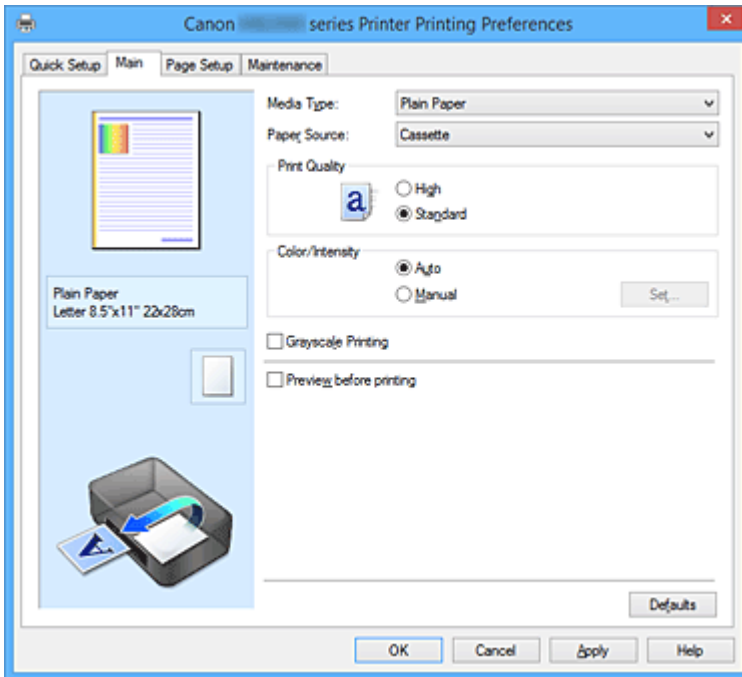 Canon series Printer Printing Preferences
Quick Setup Main Page Setup Maintenance
Media Type: Plain Paper
Paper Source: Cassette
Print Quality
a
High
Standard
Color/Intensity
Auto
Manual
Set...
Plain Paper
Letter 8.5"x11" 22x28cm
Grayscale Printing
Preview before printing
A
Defaults
OK Cancel Apply Help